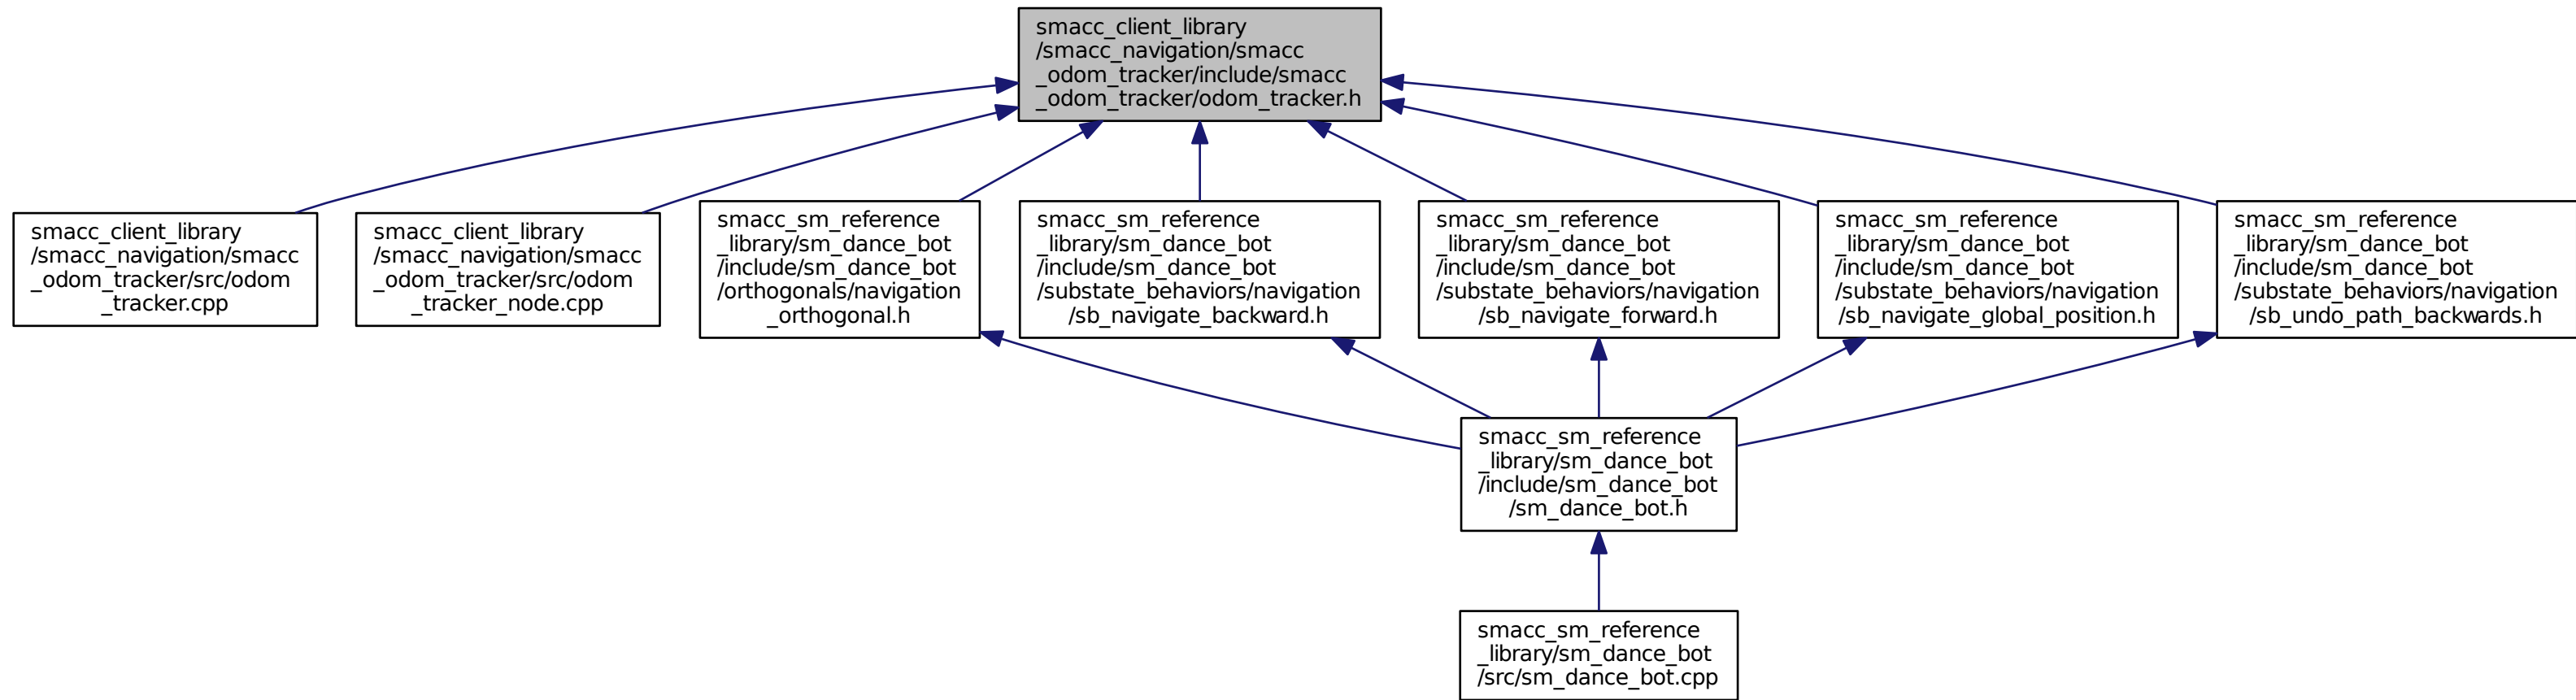 smacc_client_library
/smacc_navigation/smacc
_odom_tracker/include/smacc
_odom_tracker/odom_tracker.h
smacc_client_library
/smacc_navigation/smacc
_odom_tracker/src/odom
_tracker.cpp
smacc_client_library
/smacc_navigation/smacc
_odom_tracker/src/odom
_tracker_node.cpp
smacc_sm_reference
_library/sm_dance_bot
/include/sm_dance_bot
/orthogonals/navigation
_orthogonal.h
smacc_sm_reference
_library/sm_dance_bot
/include/sm_dance_bot
/substate_behaviors/navigation
/sb_navigate_backward.h
smacc_sm_reference
_library/sm_dance_bot
/include/sm_dance_bot
/substate_behaviors/navigation
/sb_navigate_forward.h
smacc_sm_reference
_library/sm_dance_bot
/include/sm_dance_bot
/substate_behaviors/navigation
/sb_navigate_global_position.h
smacc_sm_reference
_library/sm_dance_bot
/include/sm_dance_bot
/substate_behaviors/navigation
/sb_undo_path_backwards.h
smacc_sm_reference
_library/sm_dance_bot
/include/sm_dance_bot
/sm_dance_bot.h
smacc_sm_reference
_library/sm_dance_bot
/src/sm_dance_bot.cpp